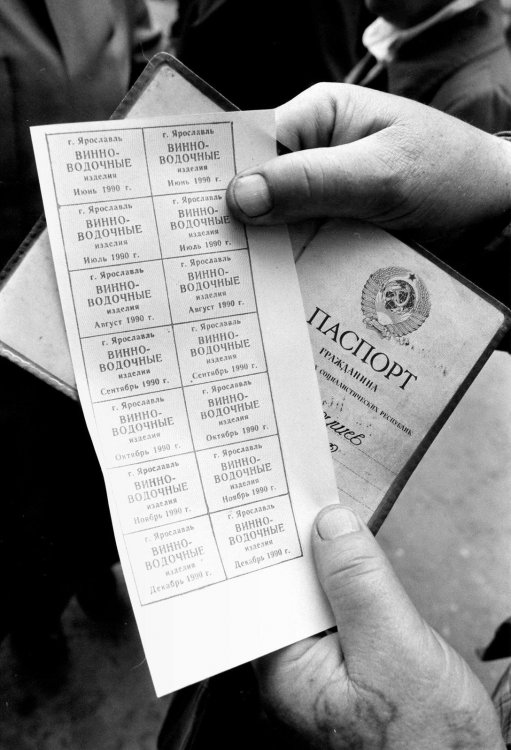 г. Ярославль
ВИННО-
ВОДОЧНЫЕ
изделия
Июнь 1990 г.
г. Ярославль
ВИННО-
ВОДОЧНЫЕ
изделия
Июнь 1990 г.
г. Ярославль
ВИННО-
ВОДОЧНЫЕ
изделия
Июль 1990 г.
г. Ярославль
ВИННО-
ВОДОЧНЫЕ
изделия
Июль 1990 г.
г. Ярославль
ВИННО-
ВОДОЧНЫЕ
изделия
Август 1990 г.
г. Ярославль
ВИННО-
ВОДОЧНЫЕ
изделия
Август 1990 г.
г. Ярославль
ВИННО-
ВОДОЧНЫЕ
изделия
Сентябрь 1990 г.
г. Ярославль
ВИННО-
ВОДОЧНЫЕ
изделия
Сентябрь 1990 г.
г. Ярославль
ВИННО-
ВОДОЧНЫЕ
изделия
Октябрь 1990 г.
г. Ярославль
ВИННО-
ВОДОЧНЫЕ
изделия
Октябрь 1990 г.
г. Ярославль
ВИННО-
ВОДОЧНЫЕ
изделия
Ноябрь 1990 г.
г. Ярославль
ВИННО-
ВОДОЧНЫЕ
изделия
Ноябрь 1990 г.
г. Ярославль
ВИННО-
ВОДОЧНЫЕ
изделия
Декабрь 1990 г.
г. Ярославль
ВИННО-
ВОДОЧНЫЕ
изделия
Декабрь 1990 г.
ПАСПОРТ
ГРАЖДАНИНА
СОЦИАЛИСТИЧЕСКИХ РЕСПУБЛИК